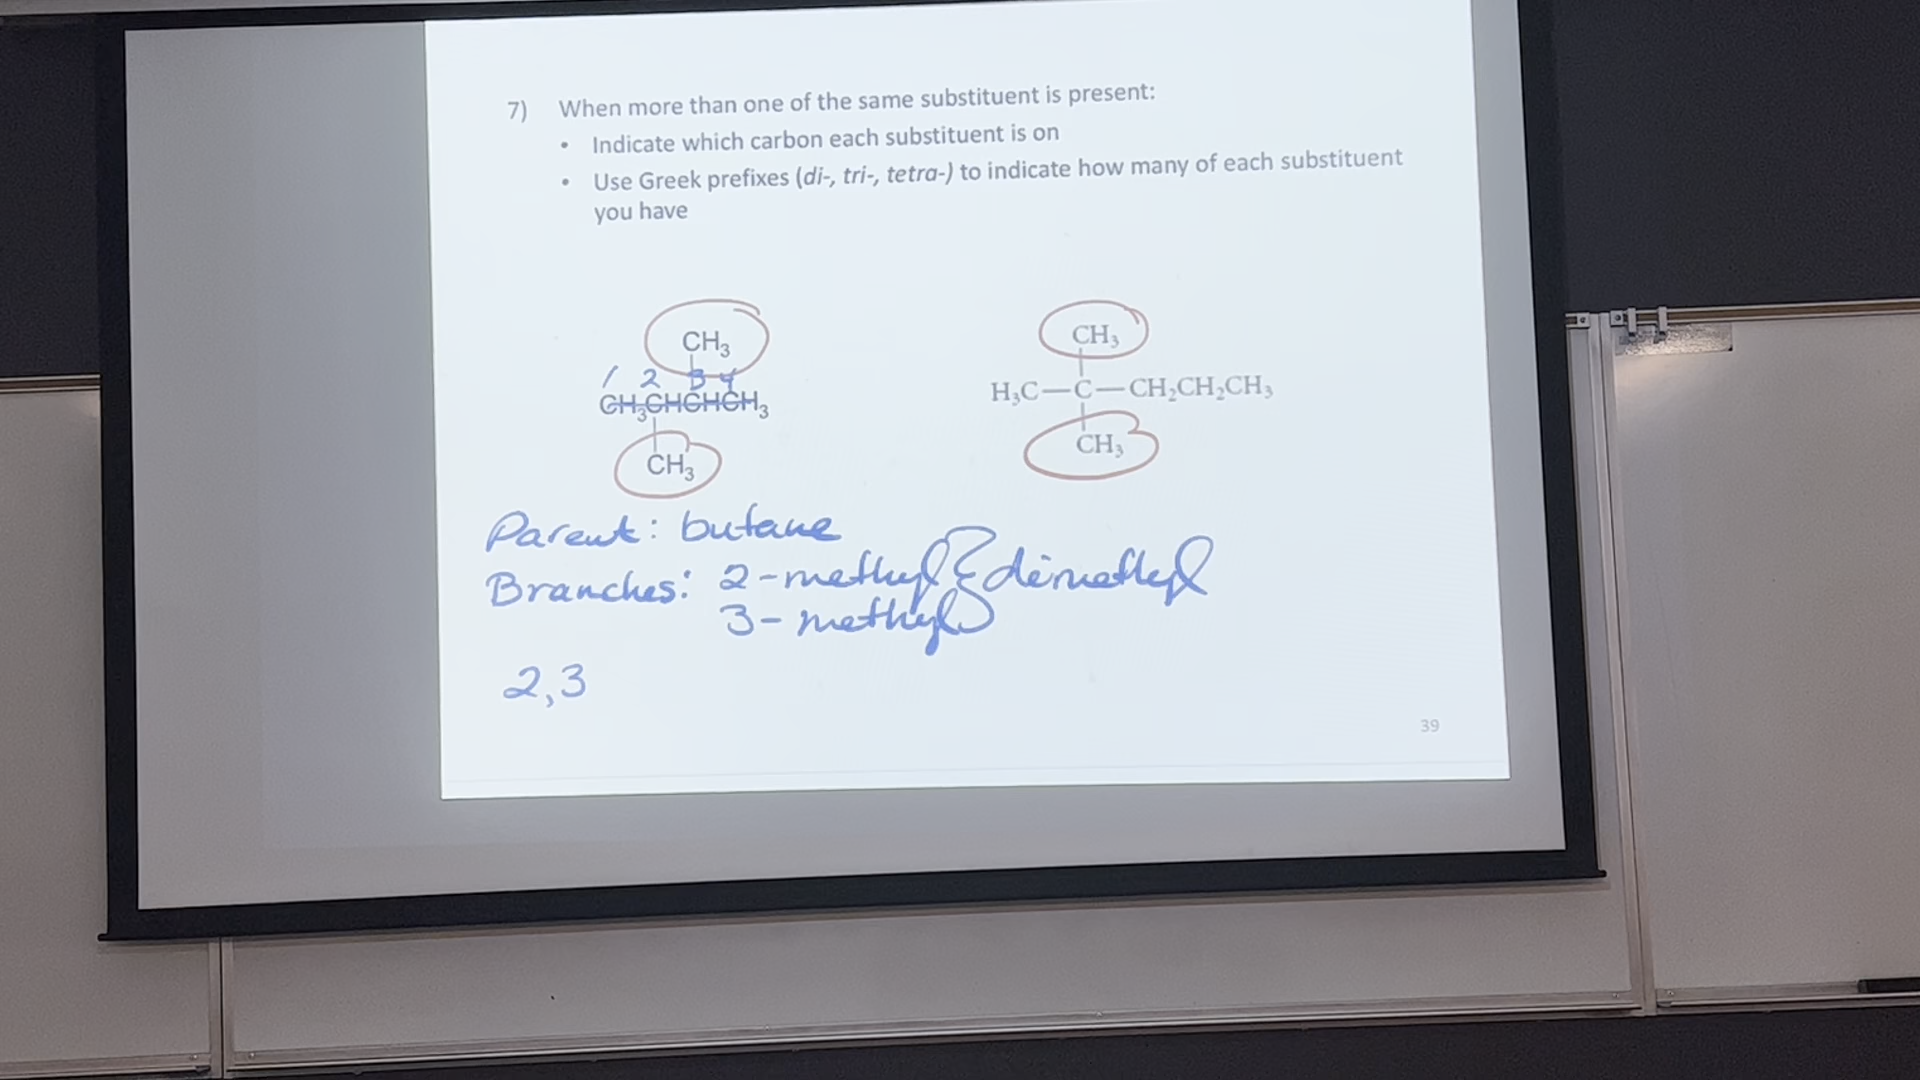 7) When more than one of the same substituent is present:
• Indicate which carbon each substituent is on
• Use Greek prefixes (di-, tri-, tetra-) to indicate how many of each substituent
you have
CH₃
1 2 3 4
CH₃CHCHCH₃
CH₃
CH₃
H₃C—C—CH₂CH₂CH₃
CH₃
Parent: butane
Branches: 2-methyl } dimethyl
3-methyl
2,3
39